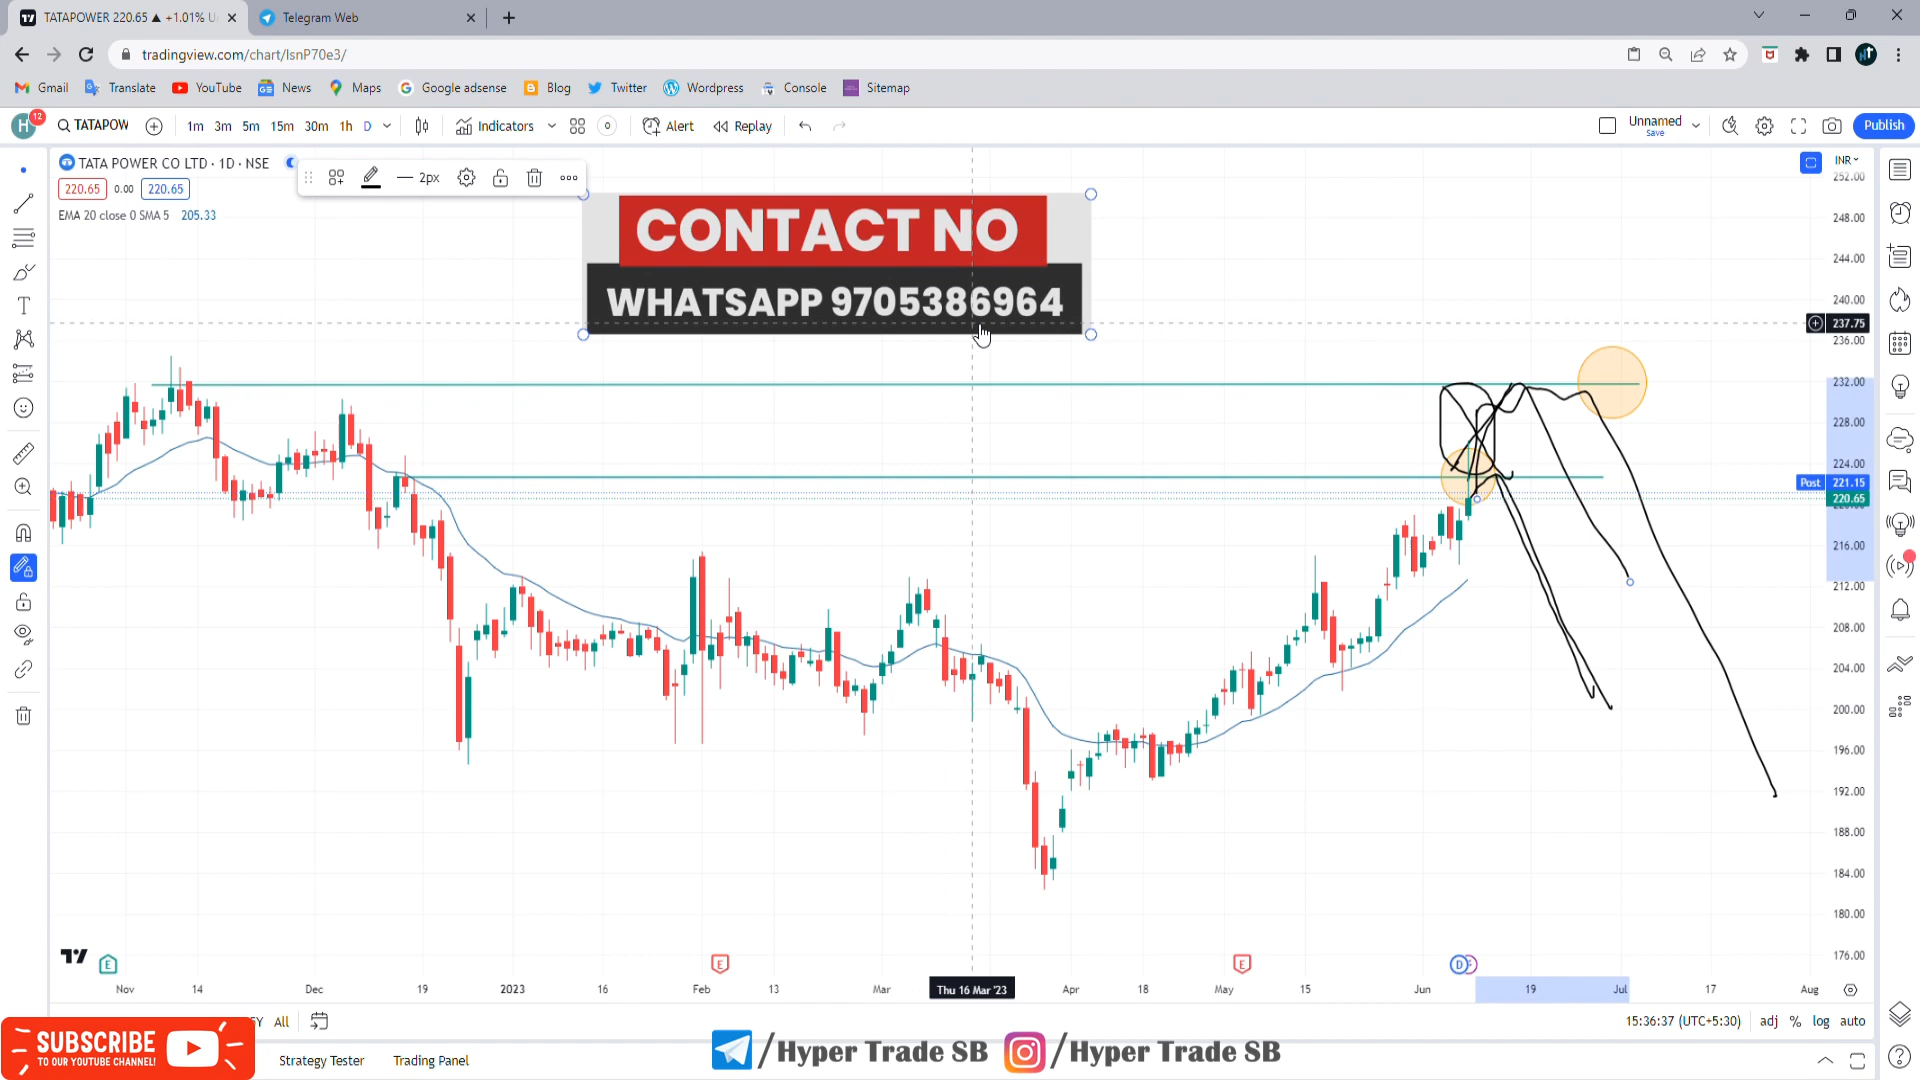 TATAPOWER 220.65 ▲ +1.01% U
Telegram Web
tradingview.com/chart/lsnP70e3/
Gmail
Translate
YouTube
News
Maps
Google adsense
Blog
Twitter
Wordpress
Console
Sitemap
H
12
TATAPOW
1m 3m 5m 15m 30m 1h D
Indicators
Alert
Replay
Unnamed
Save
Publish
TATA POWER CO LTD · 1D · NSE
220.65 0.00 220.65
EMA 20 close 0 SMA 5 205.33
2px
CONTACT NO
WHATSAPP 9705386964
INR
252.00
248.00
244.00
240.00
237.75
236.00
232.00
228.00
224.00
Post 221.15
220.65
216.00
212.00
208.00
204.00
200.00
196.00
192.00
188.00
184.00
180.00
176.00
E
E
E
D
Nov 14 Dec 19 2023 16 Feb 13 Mar Thu 16 Mar '23 Apr 18 May 15 Jun 19 Jul 17 Aug
All
15:36:37 (UTC+5:30) adj % log auto
SUBSCRIBE
TO OUR YOUTUBE CHANNEL!
Strategy Tester
Trading Panel
/Hyper Trade SB
/Hyper Trade SB